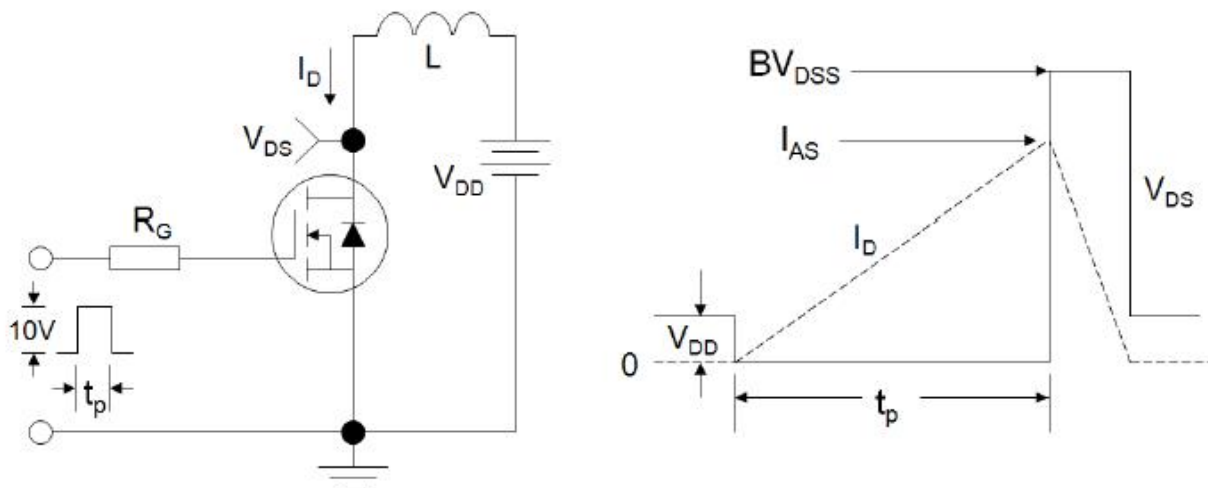 I_D
L
V_DS
V_DD
R_G
10V
t_p
BV_DSS
I_AS
V_DS
I_D
V_DD
0
t_p